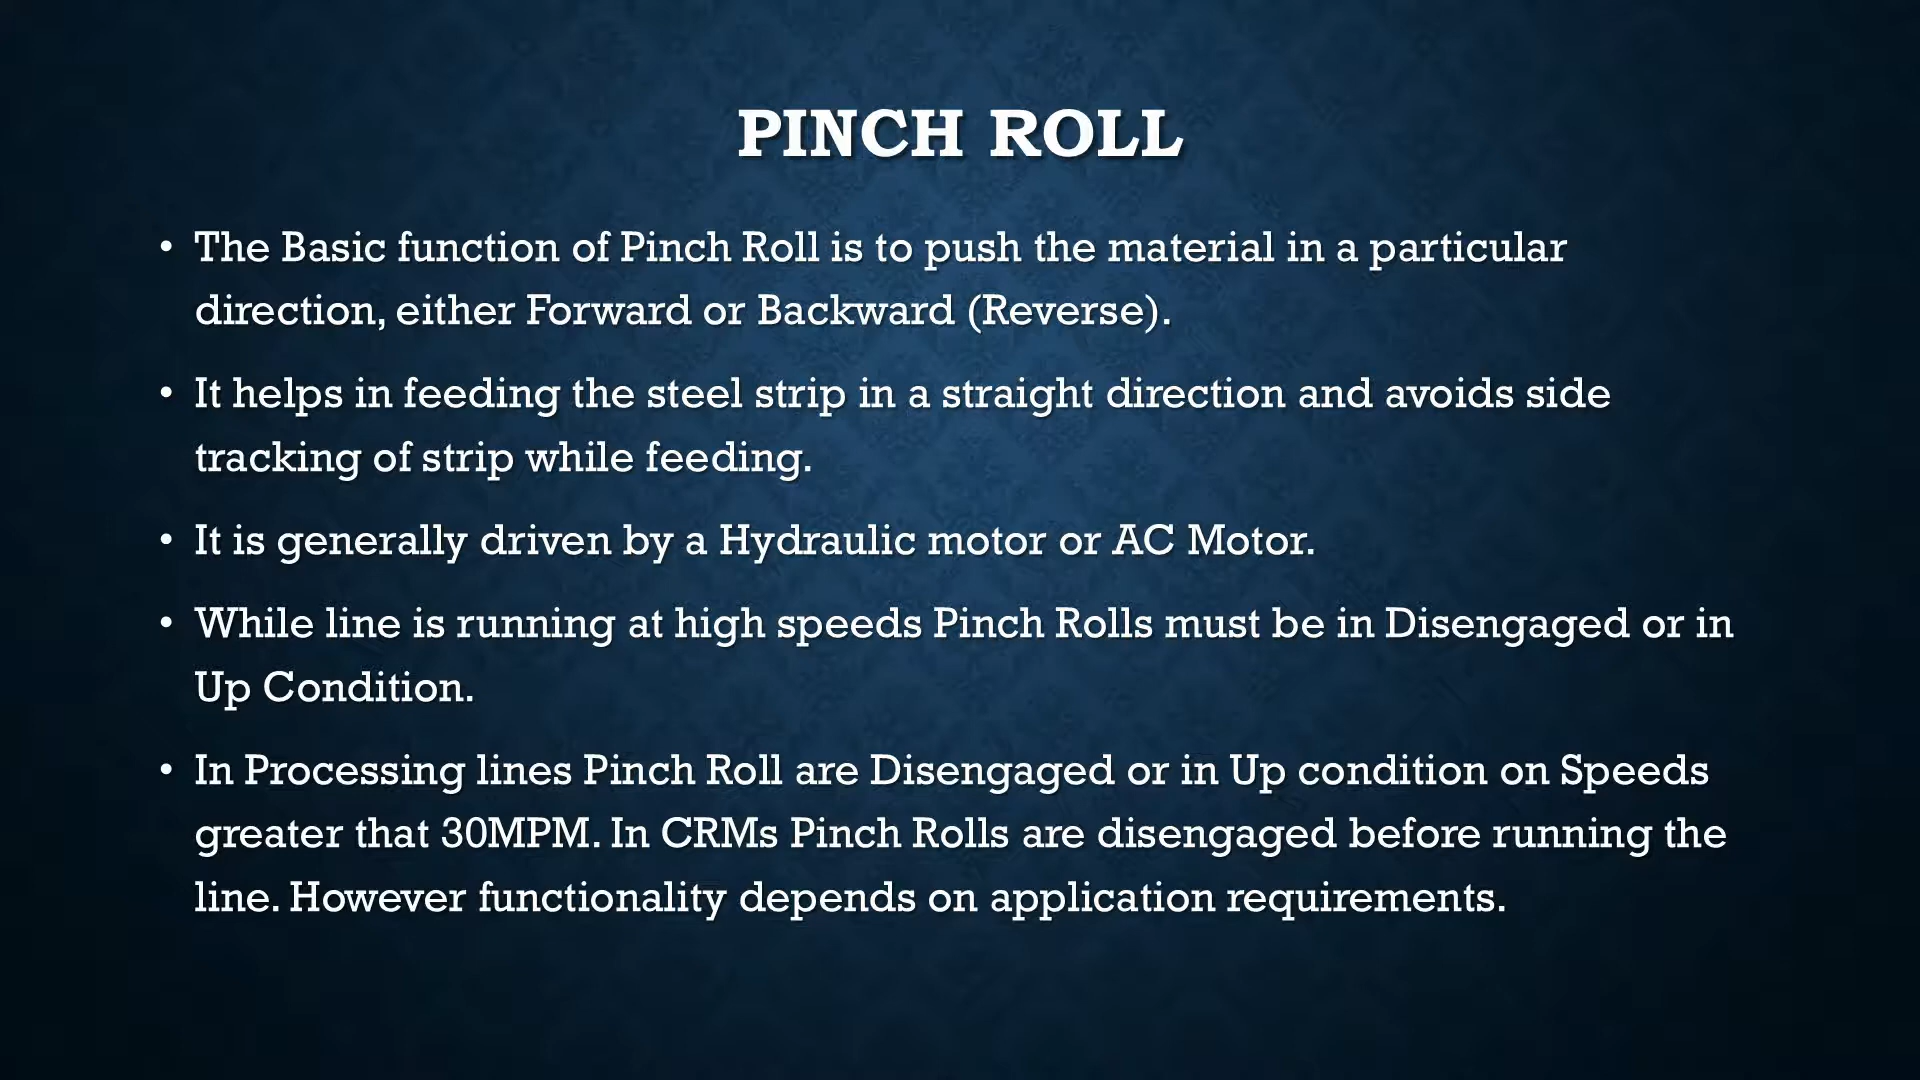 PINCH ROLL
• The Basic function of Pinch Roll is to push the material in a particular
direction, either Forward or Backward (Reverse).
• It helps in feeding the steel strip in a straight direction and avoids side
tracking of strip while feeding.
• It is generally driven by a Hydraulic motor or AC Motor.
• While line is running at high speeds Pinch Rolls must be in Disengaged or in
Up Condition.
• In Processing lines Pinch Roll are Disengaged or in Up condition on Speeds
greater that 30MPM. In CRMs Pinch Rolls are disengaged before running the
line. However functionality depends on application requirements.